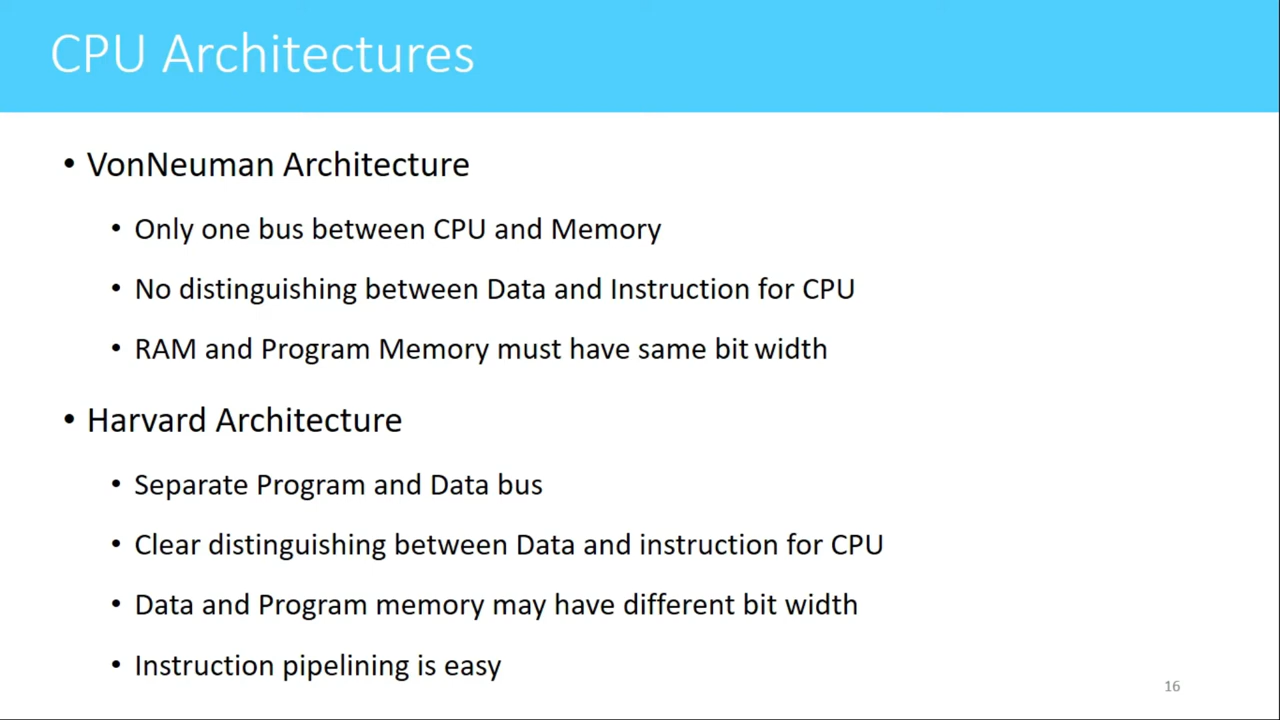 CPU Architectures
• VonNeuman Architecture
• Only one bus between CPU and Memory
• No distinguishing between Data and Instruction for CPU
• RAM and Program Memory must have same bit width
• Harvard Architecture
• Separate Program and Data bus
• Clear distinguishing between Data and instruction for CPU
• Data and Program memory may have different bit width
• Instruction pipelining is easy
16